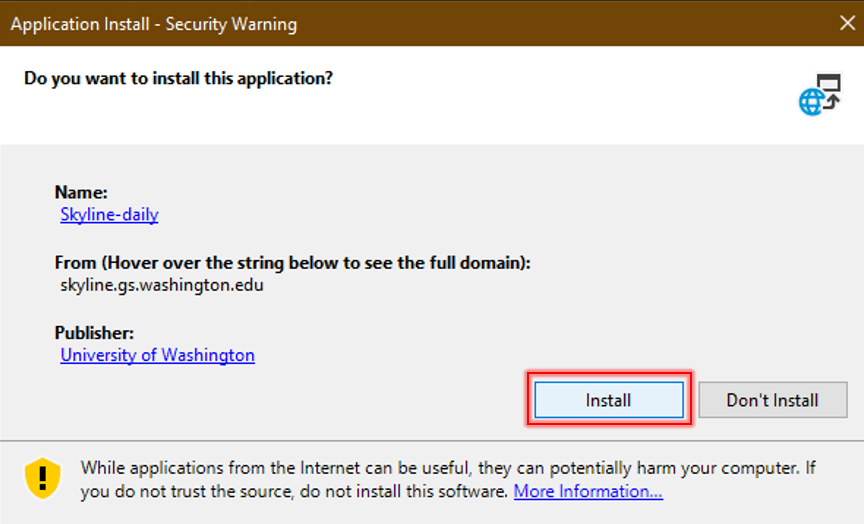 Application Install - Security Warning
Do you want to install this application?
Name:
Skyline-daily
From (Hover over the string below to see the full domain):
skyline.gs.washington.edu
Publisher:
University of Washington
Install
Don't Install
While applications from the Internet can be useful, they can potentially harm your computer. If
you do not trust the source, do not install this software. More Information...